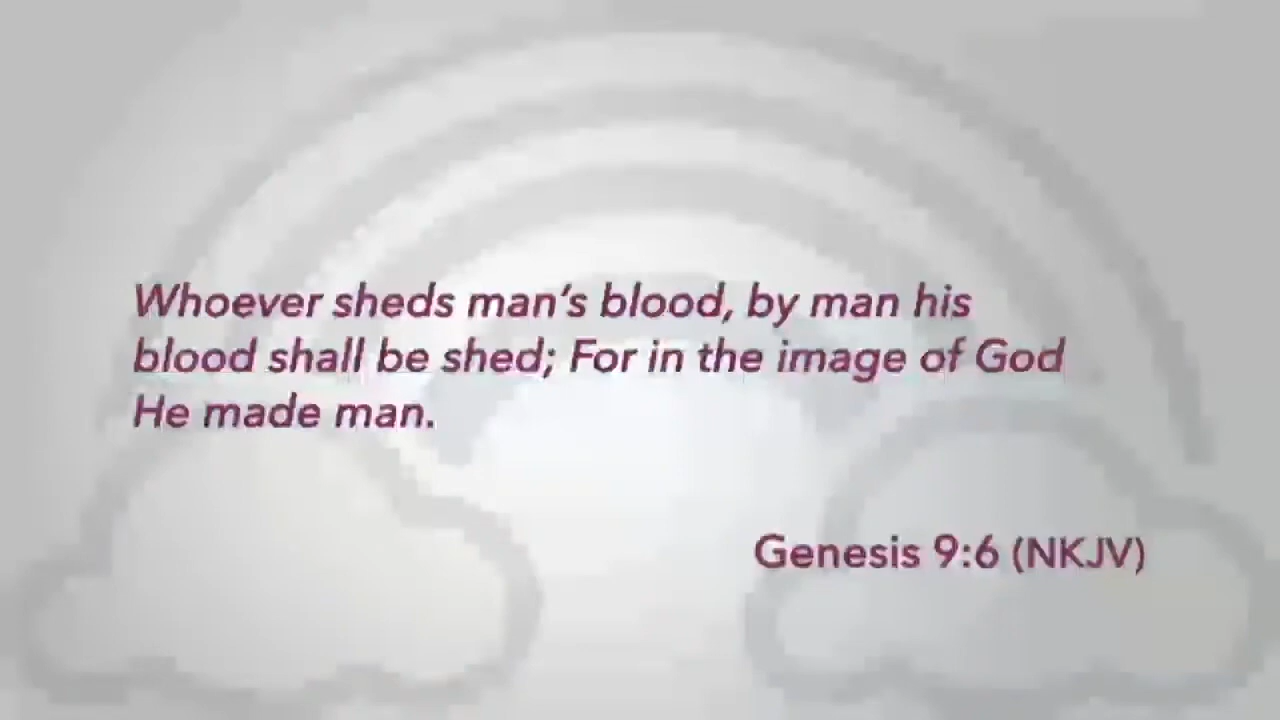 Whoever sheds man's blood, by man his
blood shall be shed; For in the image of God
He made man.
Genesis 9:6 (NKJV)